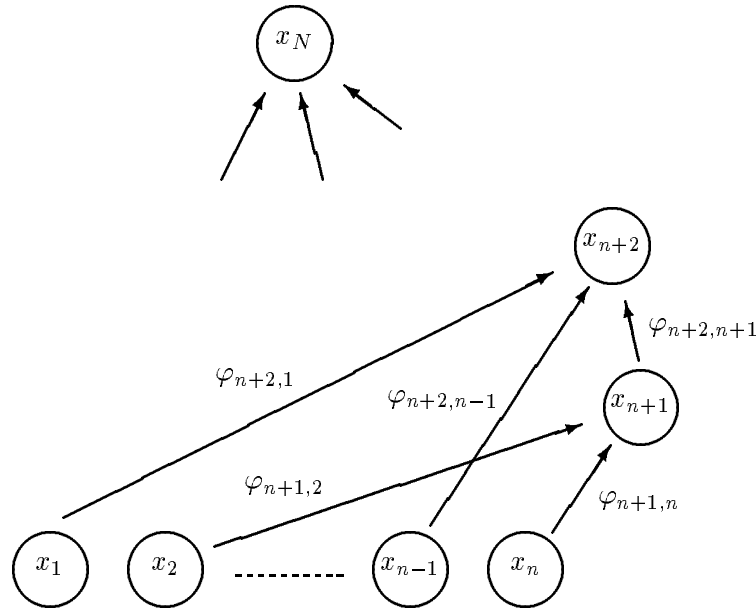 x_N
x_{n+2}
φ_{n+2,n+1}
φ_{n+2,1}
φ_{n+2,n−1}
x_{n+1}
φ_{n+1,2}
φ_{n+1,n}
x_1 x_2 x_{n−1} x_n